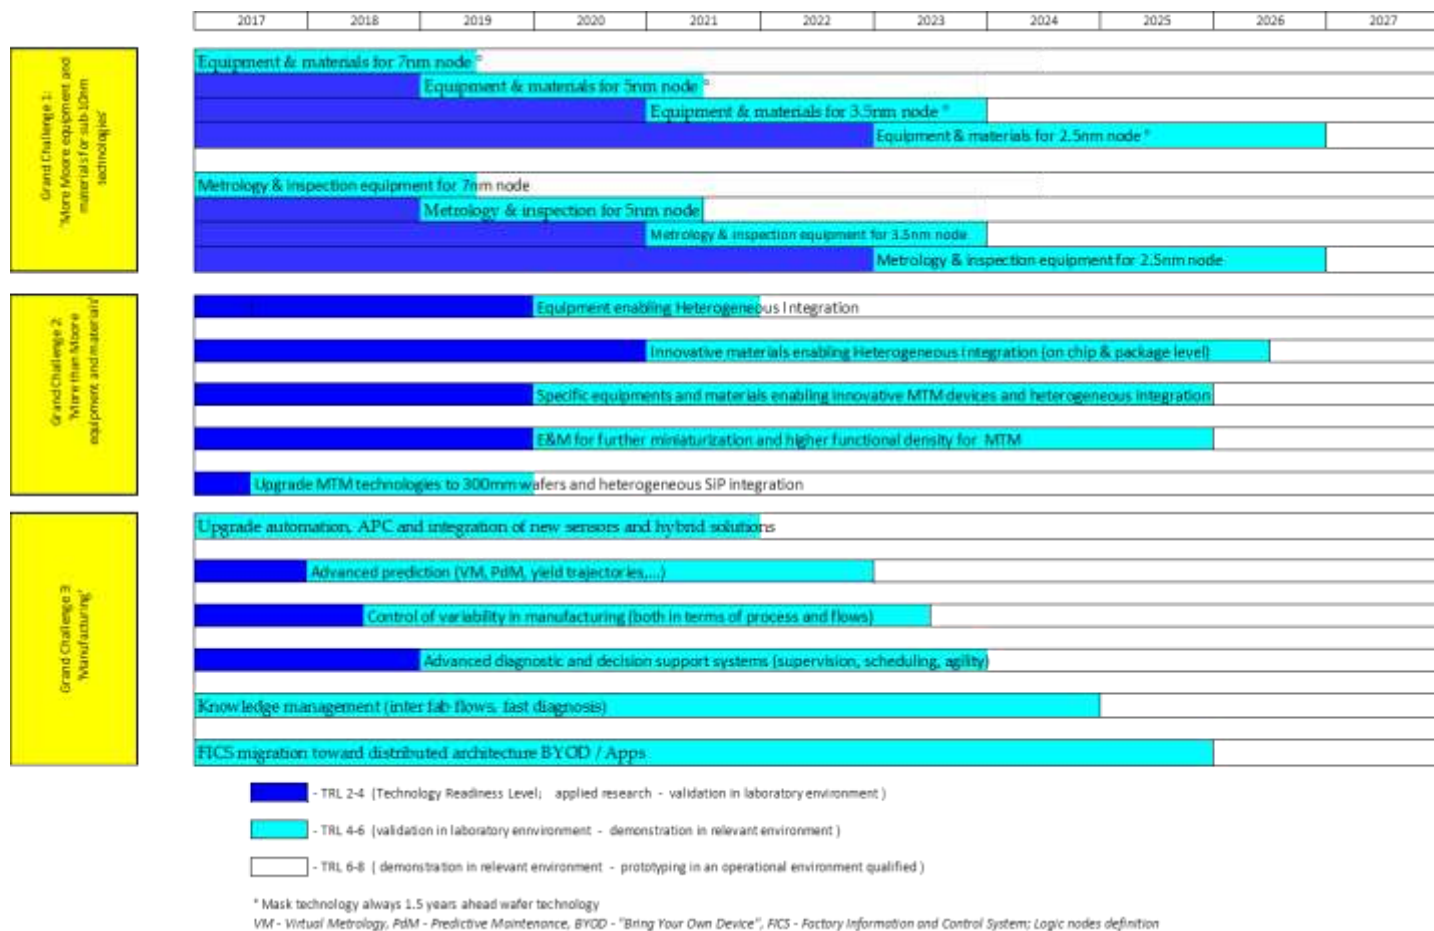 2017 2018 2019 2020 2021 2022 2023 2024 2025 2026 2027
Grand Challenge 1:
'More Moore equipment and
materials for sub-10nm
technologies'
Equipment & materials for 7nm node °
Equipment & materials for 5nm node °
Equipment & materials for 3.5nm node °
Equipment & materials for 2.5nm node °
Metrology & inspection equipment for 7nm node
Metrology & inspection for 5nm node
Metrology & inspection equipment for 3.5nm node
Metrology & inspection equipment for 2.5nm node
Grand Challenge 2:
'More than Moore
equipment and materials'
Equipment enabling Heterogeneous Integration
Innovative materials enabling Heterogeneous Integration (on chip & package level)
Specific equipments and materials enabling innovative MTM devices and heterogeneous integration
E&M for further miniaturization and higher functional density for MTM
Upgrade MTM technologies to 300mm wafers and heterogeneous SiP integration
Grand Challenge 3
'Manufacturing'
Upgrade automation, APC and integration of new sensors and hybrid solutions
Advanced prediction (VM, PdM, yield trajectories,...)
Control of variability in manufacturing (both in terms of process and flows)
Advanced diagnostic and decision support systems (supervision, scheduling, agility)
Knowledge management (inter fab flows, fast diagnosis)
FICS migration toward distributed architecture BYOD / Apps
- TRL 2-4 (Technology Readiness Level; applied research - validation in laboratory environment )
- TRL 4-6 (validation in laboratory ennvironment - demonstration in relevant environment )
- TRL 6-8 ( demonstration in relevant environment - prototyping in an operational environment qualified )
° Mask technology always 1.5 years ahead wafer technology
VM - Virtual Metrology, PdM - Predictive Maintenance, BYOD - "Bring Your Own Device", FICS - Factory Information and Control System; Logic nodes definition